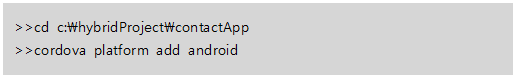 >>cd c:₩hybridProject₩contactApp
>>cordova platform add android